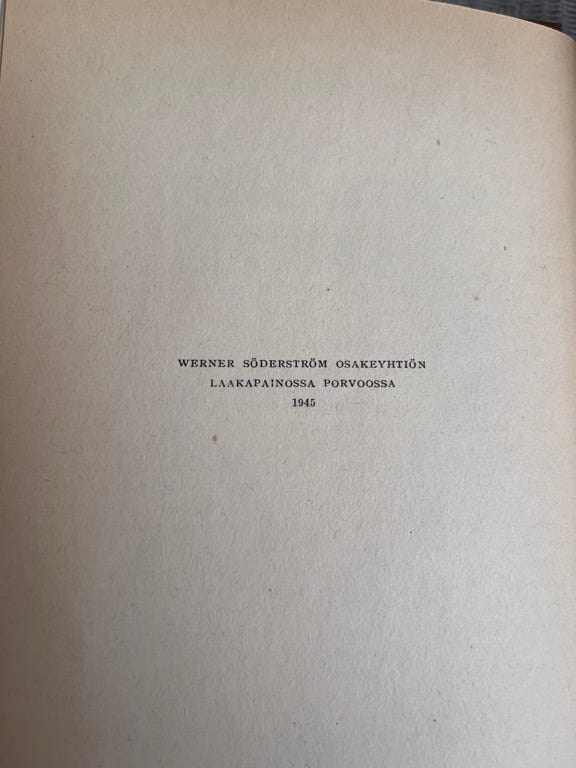 WERNER SÖDERSTRÖM OSAKEYHTIÖN
LAAKAPAINOSSA PORVOOSSA
1945